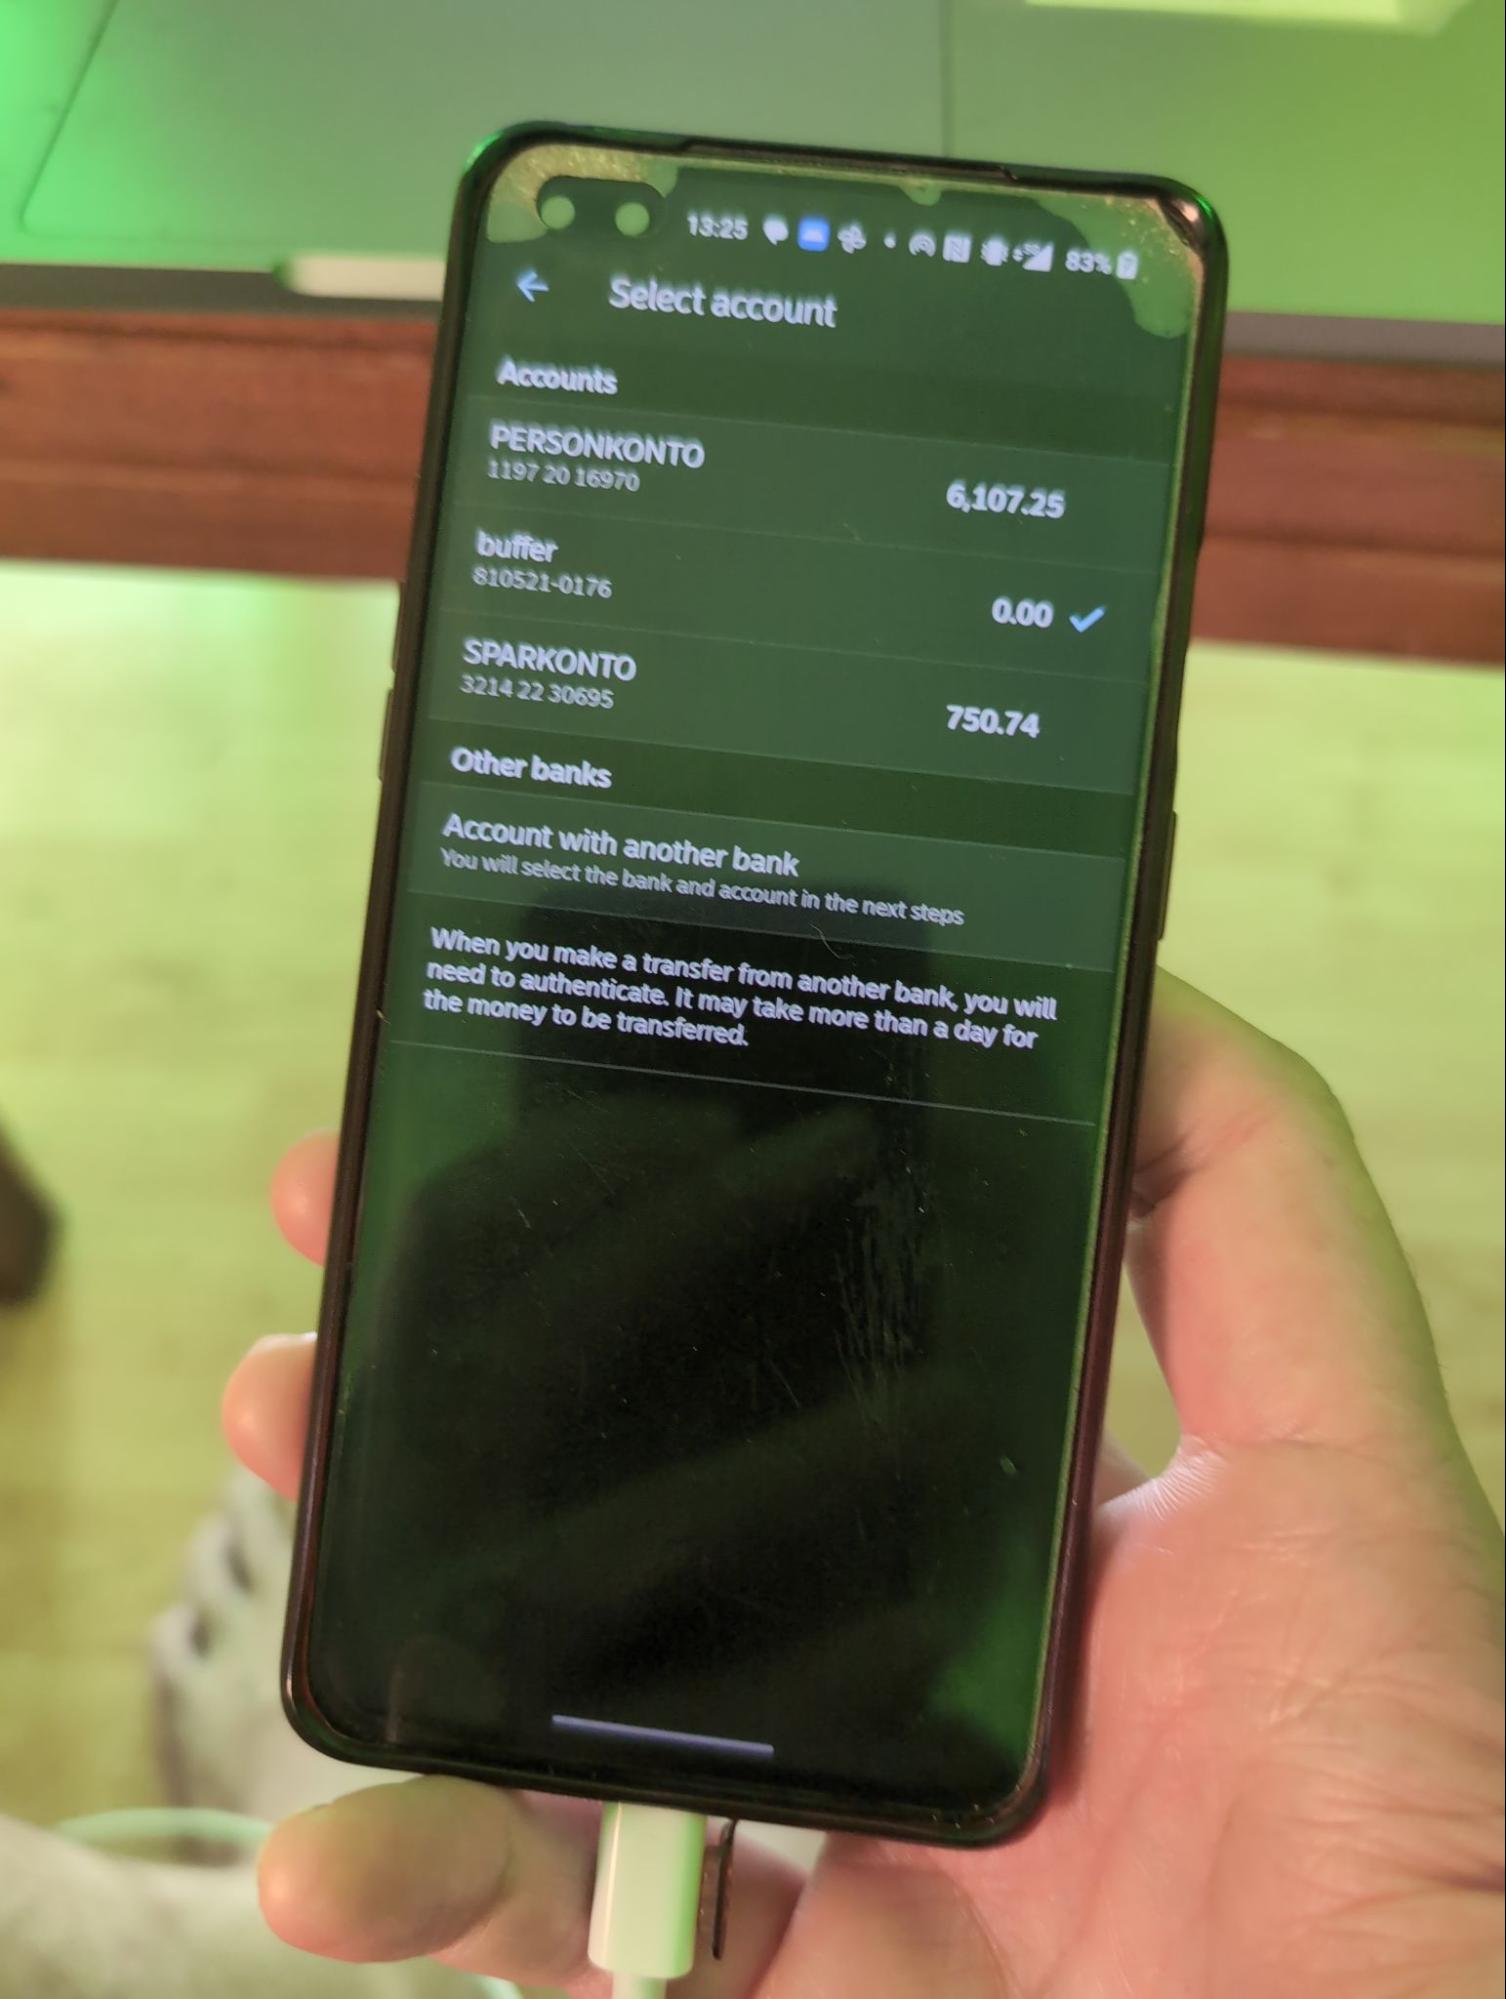 13:25 83%
Select account
Accounts
PERSONKONTO
1197 20 16970
6,107.25
buffer
810521-0176
0.00
SPARKONTO
3214 22 30695
750.74
Other banks
Account with another bank
You will select the bank and account in the next steps
When you make a transfer from another bank, you will
need to authenticate. It may take more than a day for
the money to be transferred.